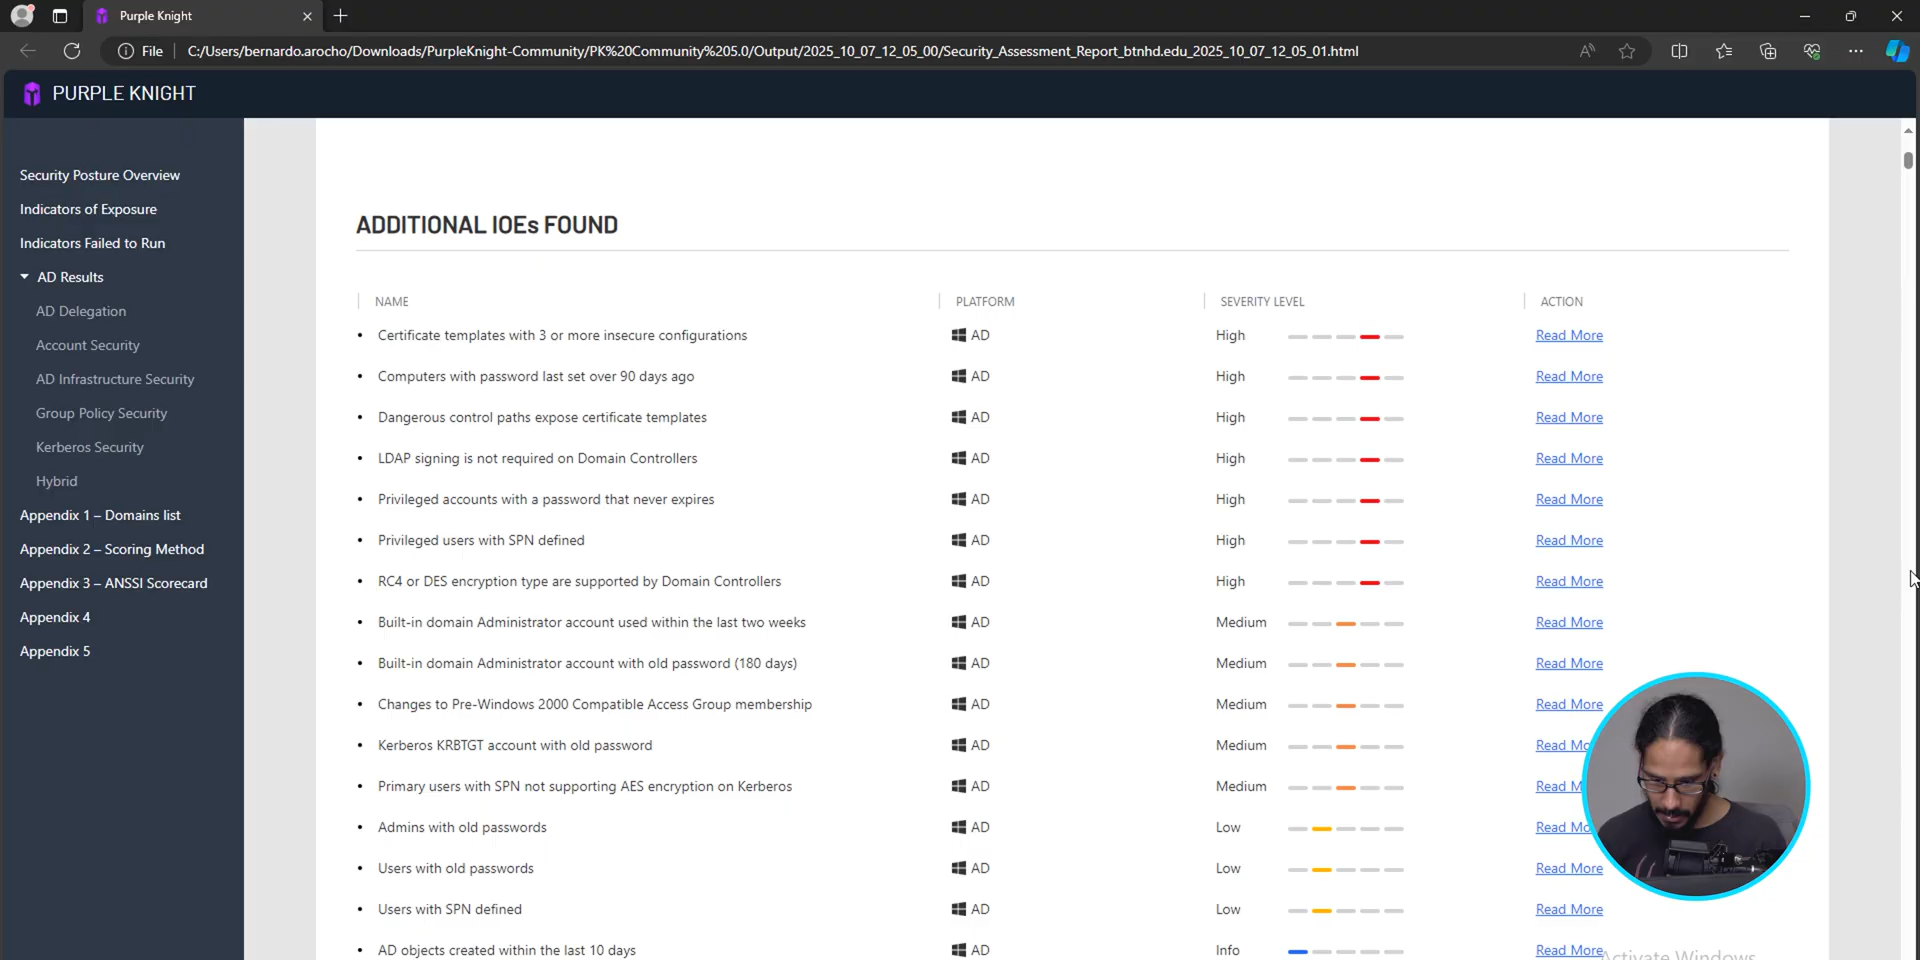 Purple Knight
File
C:/Users/bernardo.arocho/Downloads/PurpleKnight-Community/PK%20Community%205.0/Output/2025_10_07_12_05_00/Security_Assessment_Report_btnhd.edu_2025_10_07_12_05_01.html
PURPLE KNIGHT
Security Posture Overview
Indicators of Exposure
Indicators Failed to Run
AD Results
AD Delegation
Account Security
AD Infrastructure Security
Group Policy Security
Kerberos Security
Hybrid
Appendix 1 – Domains list
Appendix 2 – Scoring Method
Appendix 3 – ANSSI Scorecard
Appendix 4
Appendix 5
ADDITIONAL IOEs FOUND
NAME PLATFORM SEVERITY LEVEL ACTION
• Certificate templates with 3 or more insecure configurations AD High Read More
• Computers with password last set over 90 days ago AD High Read More
• Dangerous control paths expose certificate templates AD High Read More
• LDAP signing is not required on Domain Controllers AD High Read More
• Privileged accounts with a password that never expires AD High Read More
• Privileged users with SPN defined AD High Read More
• RC4 or DES encryption type are supported by Domain Controllers AD High Read More
• Built-in domain Administrator account used within the last two weeks AD Medium Read More
• Built-in domain Administrator account with old password (180 days) AD Medium Read More
• Changes to Pre-Windows 2000 Compatible Access Group membership AD Medium Read More
• Kerberos KRBTGT account with old password AD Medium Read Mo
• Primary users with SPN not supporting AES encryption on Kerberos AD Medium Read M
• Admins with old passwords AD Low Read Mo
• Users with old passwords AD Low Read More
• Users with SPN defined AD Low Read More
• AD objects created within the last 10 days AD Info Read More
Activate Windows